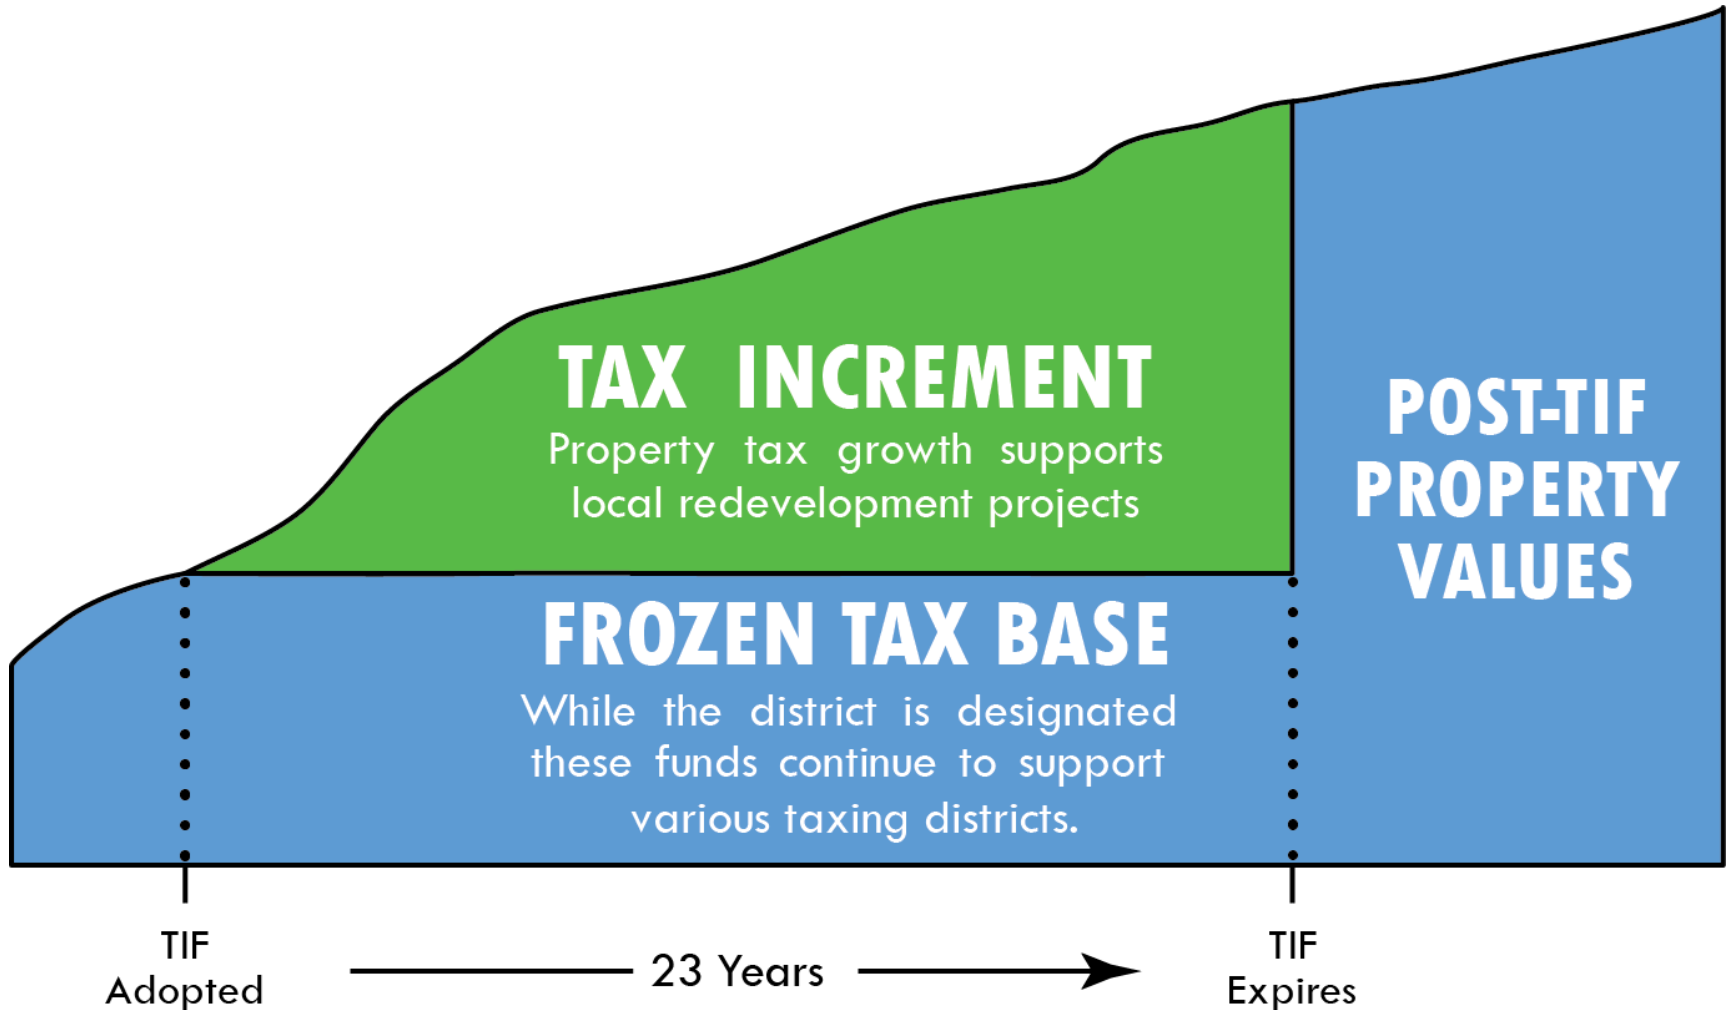 TAX INCREMENT
Property tax growth supports
local redevelopment projects
POST-TIF
PROPERTY
VALUES
FROZEN TAX BASE
While the district is designated
these funds continue to support
various taxing districts.
TIF
Adopted
23 Years
TIF
Expires